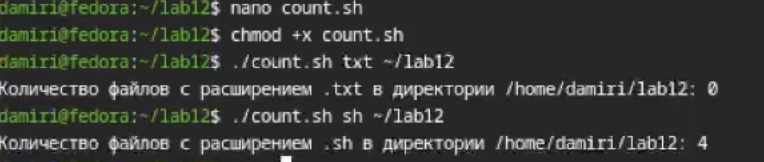 damiri@fedora:~/lab12$ nano count.sh
damiri@fedora:~/lab12$ chmod +x count.sh
damiri@fedora:~/lab12$ ./count.sh txt ~/lab12
Количество файлов с расширением .txt в директории /home/damiri/lab12: 0
damiri@fedora:~/lab12$ ./count.sh sh ~/lab12
Количество файлов с расширением .sh в директории /home/damiri/lab12: 4